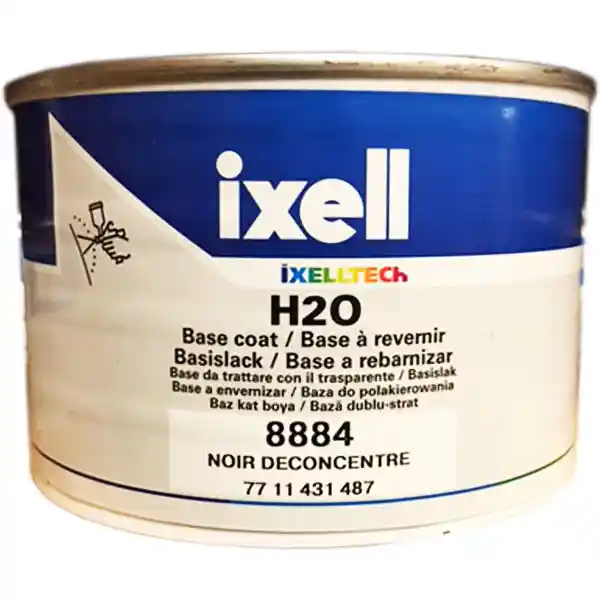 ixell
iXELLTECh
H2O
Base coat / Base à revernir
Basislack / Base a rebarnizar
Base da trattare con il trasparente / Basislak
Base a envernizar / Baza do polakierowania
Baz kat boya / Bază dublu-strat
8884
NOIR DECONCENTRE
77 11 431 487